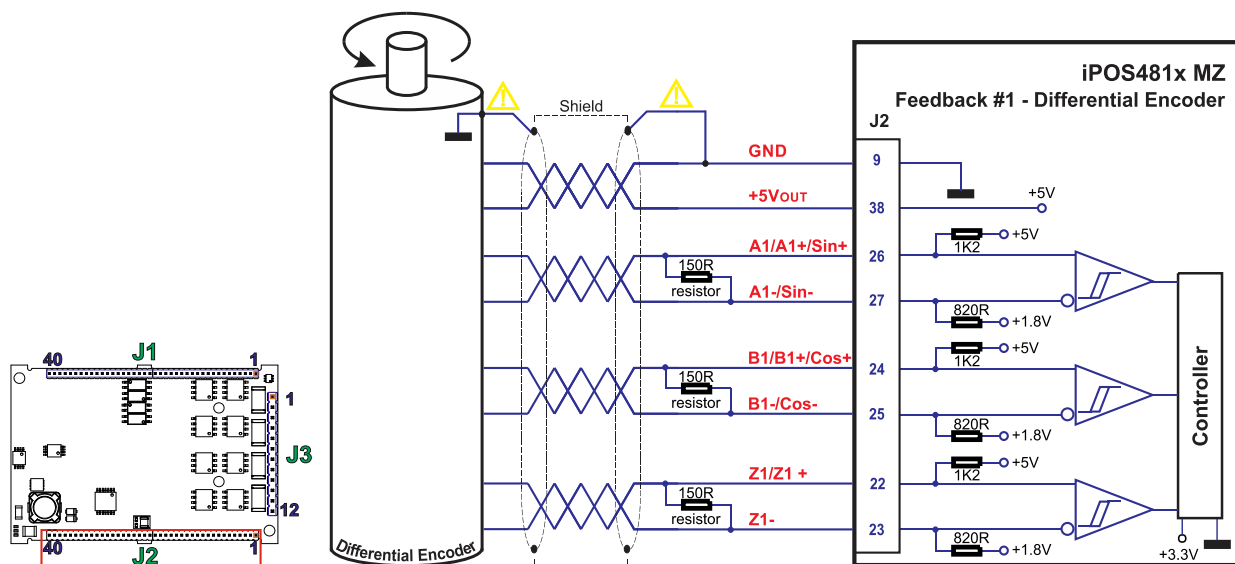 iPOS481x MZ
Feedback #1 - Differential Encoder
J2
Shield
GND
9
+5VOUT
38
+5V
A1/A1+/Sin+
26
1K2
+5V
150R
resistor
A1-/Sin-
27
820R
+1.8V
B1/B1+/Cos+
24
1K2
+5V
150R
resistor
B1-/Cos-
25
820R
+1.8V
Z1/Z1 +
22
1K2
+5V
150R
resistor
Z1-
23
820R
+1.8V
Controller
+3.3V
Differential Encoder
40
J1
1
1
J3
12
40
J2
1